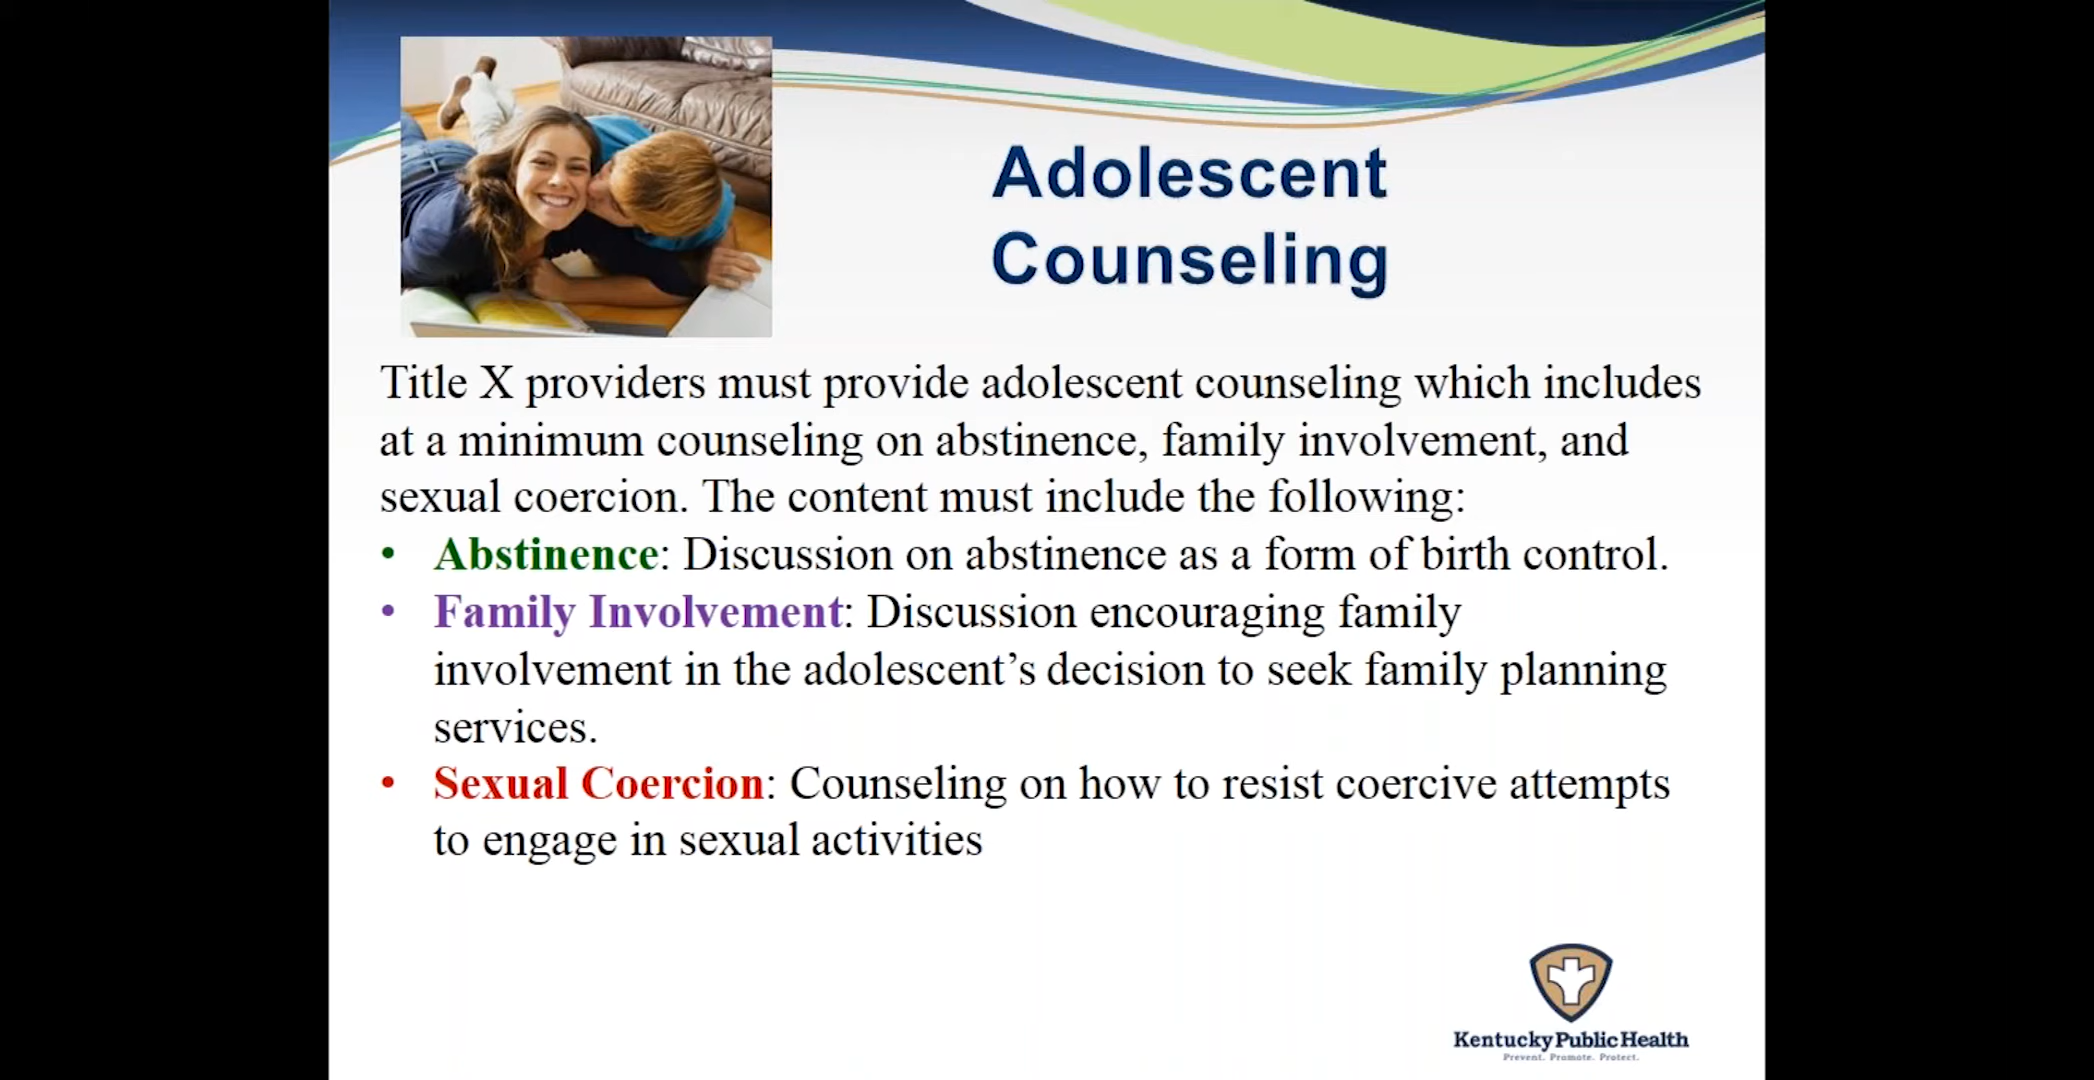 Adolescent
Counseling
Title X providers must provide adolescent counseling which includes
at a minimum counseling on abstinence, family involvement, and
sexual coercion. The content must include the following:
• Abstinence: Discussion on abstinence as a form of birth control.
• Family Involvement: Discussion encouraging family
involvement in the adolescent’s decision to seek family planning
services.
• Sexual Coercion: Counseling on how to resist coercive attempts
to engage in sexual activities
Kentucky Public Health
Prevent. Promote. Protect.